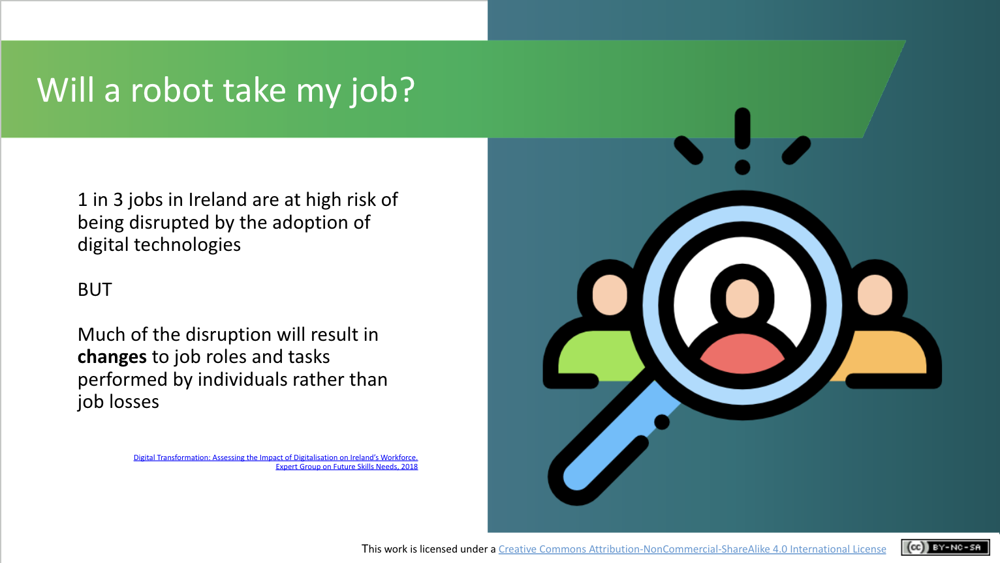 Will a robot take my job?
1 in 3 jobs in Ireland are at high risk of
being disrupted by the adoption of
digital technologies
BUT
Much of the disruption will result in
changes to job roles and tasks
performed by individuals rather than
job losses
Digital Transformation: Assessing the Impact of Digitalisation on Ireland’s Workforce.
Expert Group on Future Skills Needs, 2018
This work is licensed under a Creative Commons Attribution-NonCommercial-ShareAlike 4.0 International License
cc BY-NC-SA